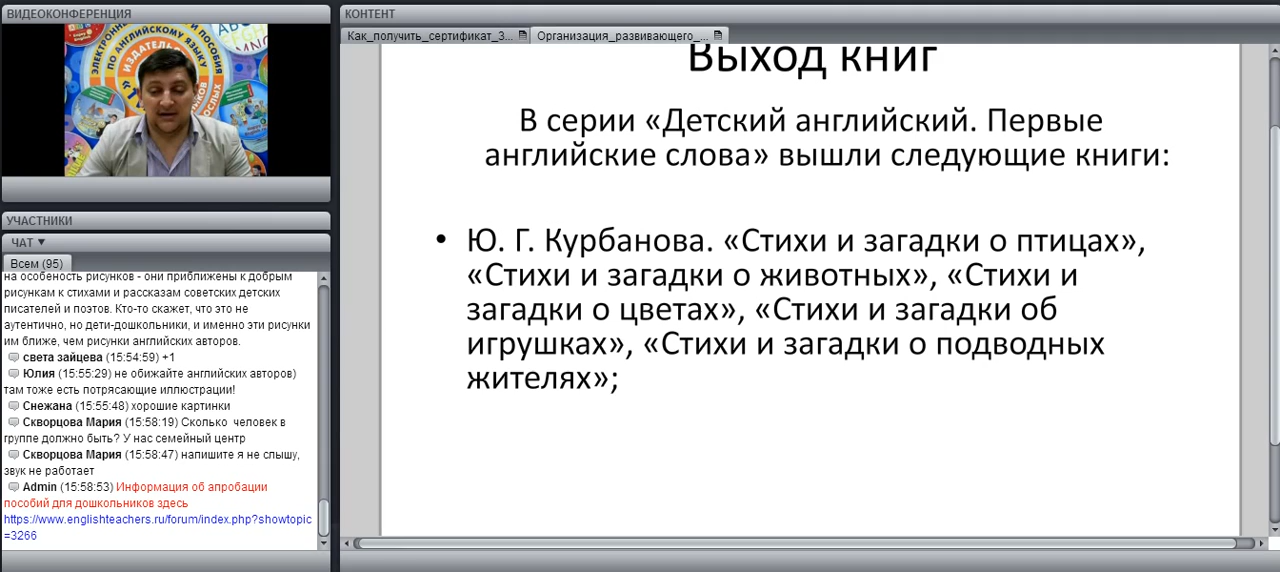 ВИДЕОКОНФЕРЕНЦИЯ
ЭЛЕКТРОННЫЕ
ПОСОБИЯ
ПО АНГЛИЙСКОМУ ЯЗЫКУ
УЧАСТНИКИ
ЧАТ
Всем (95)
на особеность рисунков - они приближены к добрым
рисункам к стихами и рассказам советских детских
писателей и поэтов. Кто-то скажет, что это не
аутентично, но дети-дошкольники, и именно эти рисунки
им ближе, чем рисунки английских авторов.
света зайцева (15:54:59) +1
Юлия (15:55:29) не обижайте английских авторов)
там тоже есть потрясающие иллюстрации!
Снежана (15:55:48) хорошие картинки
Скворцова Мария (15:58:19) Сколько человек в
группе должно быть? У нас семейный центр
Скворцова Мария (15:58:47) напишите я не слышу,
звук не работает
Admin (15:58:53) Информация об апробации
пособий для дошкольников здесь
https://www.englishteachers.ru/forum/index.php?showtopic
=3266
КОНТЕНТ
Как_получить_сертификат_3... Организация_развивающего_...
Выход книг
В серии «Детский английский. Первые
английские слова» вышли следующие книги:
• Ю. Г. Курбанова. «Стихи и загадки о птицах»,
«Стихи и загадки о животных», «Стихи и
загадки о цветах», «Стихи и загадки об
игрушках», «Стихи и загадки о подводных
жителях»;